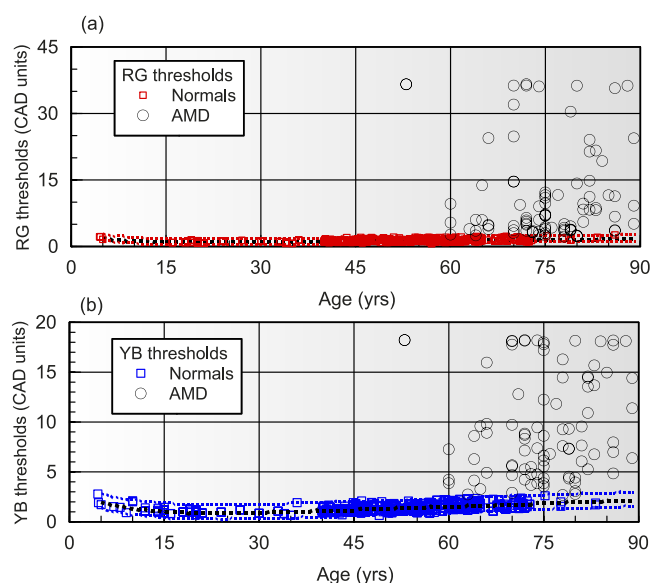 (a)
45
RG thresholds
Normals
AMD
30
15
0
RG thresholds (CAD units)
0 15 30 45 60 75 90
Age (yrs)
(b)
20
YB thresholds
Normals
AMD
15
10
5
0
YB thresholds (CAD units)
0 15 30 45 60 75 90
Age (yrs)